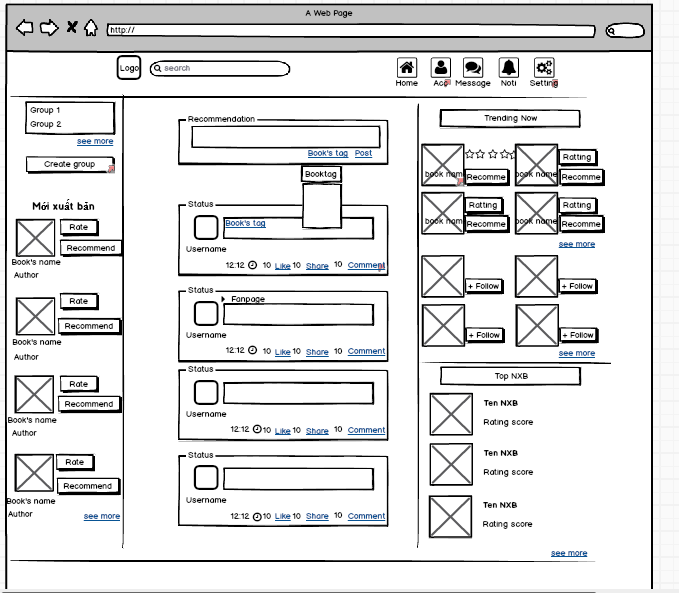 A Web Page
http://
Logo
search
Home
Acc
Message
Noti
Setting
Group 1
Group 2
see more
Create group
Mới xuất bản
Rate
Recommend
Book's name
Author
Rate
Recommend
Book's name
Author
Rate
Recommend
Book's name
Author
Rate
Recommend
Book's name
Author
see more
Recommendation
Book's tag Post
Booktag
Status
Book's tag
Username
12:12 10 Like 10 Share 10 Comment
Status
Fanpage
Username
12:12 10 Like 10 Share 10 Comment
Status
Username
12:12 10 Like 10 Share 10 Comment
Status
Username
12:12 10 Like 10 Share 10 Comment
Trending Now
book nam
Recomme
Ratting
book name
Recomme
Ratting
book nam
Recomme
Ratting
book name
Recomme
see more
+ Follow
+ Follow
+ Follow
+ Follow
see more
Top NXB
Ten NXB
Rating score
Ten NXB
Rating score
Ten NXB
Rating score
see more